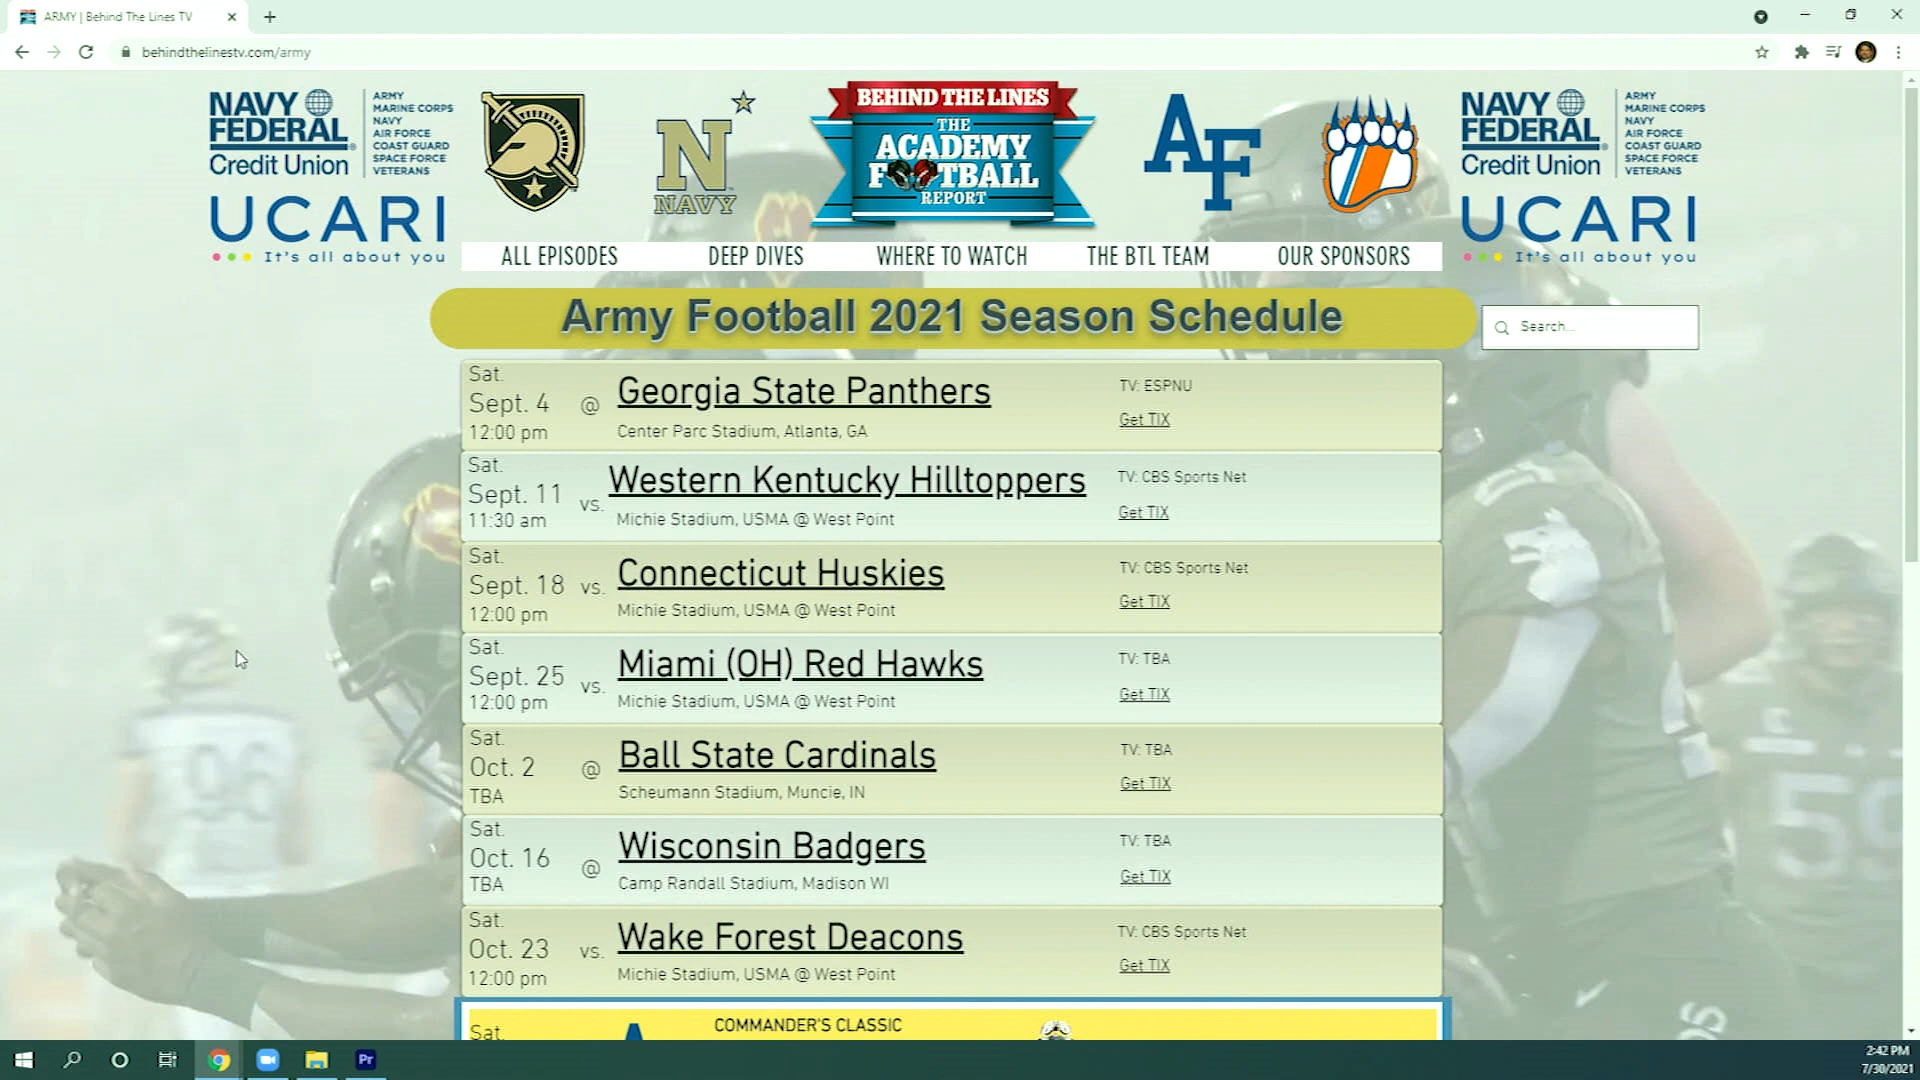 ARMY | Behind The Lines TV
behindthelinestv.com/army
NAVY
FEDERAL
Credit Union
ARMY
MARINE CORPS
NAVY
AIR FORCE
COAST GUARD
SPACE FORCE
VETERANS
UCARI
It's all about you
N
NAVY
BEHIND THE LINES
THE
ACADEMY
FOOTBALL
REPORT
AF
NAVY
FEDERAL
Credit Union
ARMY
MARINE CORPS
NAVY
AIR FORCE
COAST GUARD
SPACE FORCE
VETERANS
UCARI
It's all about you
ALL EPISODES DEEP DIVES WHERE TO WATCH THE BTL TEAM OUR SPONSORS
Army Football 2021 Season Schedule
Search...
Sat.
Sept. 4 @ Georgia State Panthers TV: ESPNU
12:00 pm Center Parc Stadium, Atlanta, GA Get TIX
Sat.
Sept. 11 vs. Western Kentucky Hilltoppers TV: CBS Sports Net
11:30 am Michie Stadium, USMA @ West Point Get TIX
Sat.
Sept. 18 vs. Connecticut Huskies TV: CBS Sports Net
12:00 pm Michie Stadium, USMA @ West Point Get TIX
Sat.
Sept. 25 vs. Miami (OH) Red Hawks TV: TBA
12:00 pm Michie Stadium, USMA @ West Point Get TIX
Sat.
Oct. 2 @ Ball State Cardinals TV: TBA
TBA Scheumann Stadium, Muncie, IN Get TIX
Sat.
Oct. 16 @ Wisconsin Badgers TV: TBA
TBA Camp Randall Stadium, Madison WI Get TIX
Sat.
Oct. 23 vs. Wake Forest Deacons TV: CBS Sports Net
12:00 pm Michie Stadium, USMA @ West Point Get TIX
Sat. COMMANDER'S CLASSIC
59
Pr
2:42 PM
7/30/2021